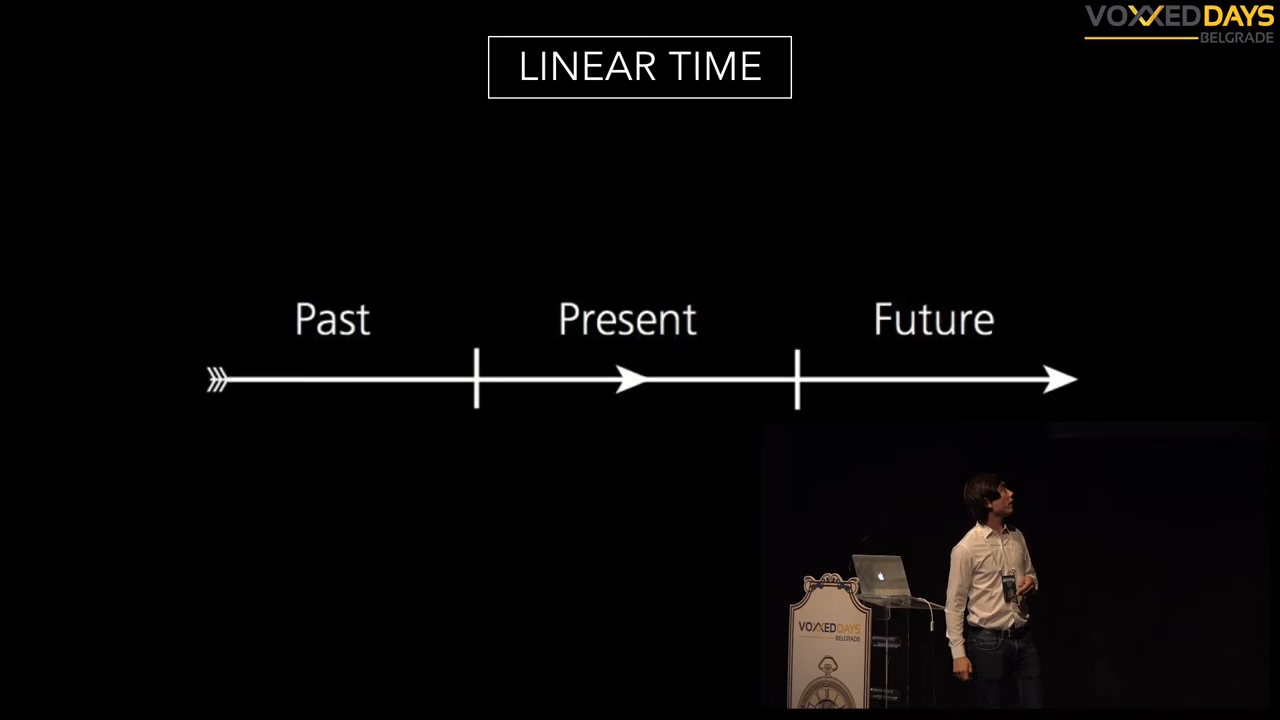 VOXXEDDAYS
BELGRADE
LINEAR TIME
Past Present Future
VOXXEDDAYS
BELGRADE